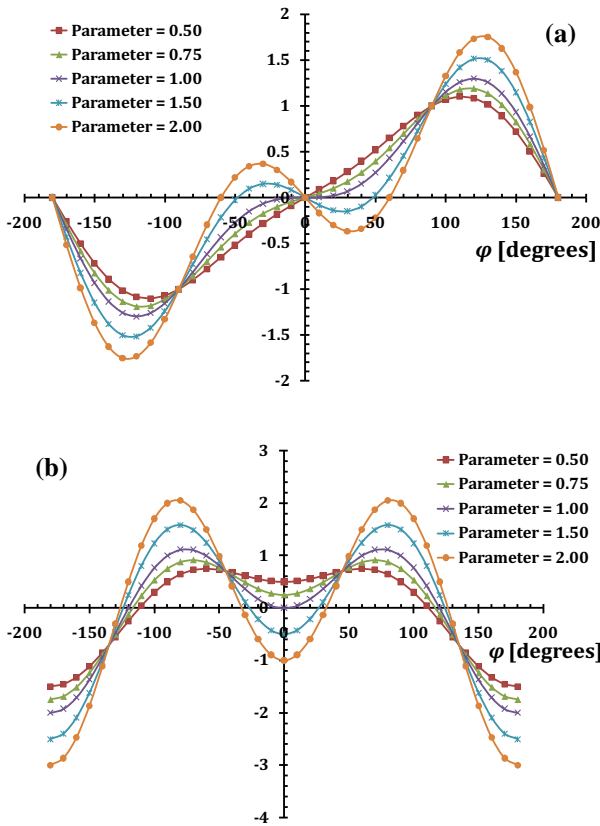 (a)
Parameter = 0.50
Parameter = 0.75
Parameter = 1.00
Parameter = 1.50
Parameter = 2.00
2
1.5
1
0.5
0
-0.5
-1
-1.5
-2
-200 -150 -100 -50 0 50 100 150 200
φ [degrees]
(b)
Parameter = 0.50
Parameter = 0.75
Parameter = 1.00
Parameter = 1.50
Parameter = 2.00
3
2
1
0
-1
-2
-3
-4
-200 -150 -100 -50 0 50 100 150 200
φ [degrees]